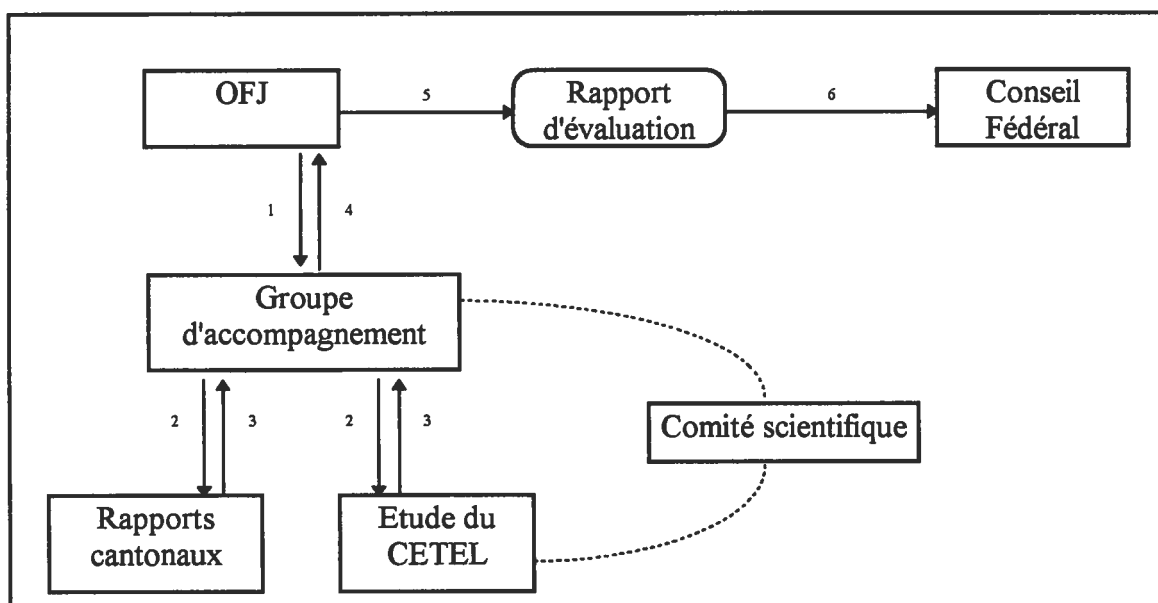 OFJ
5
Rapport
d'évaluation
6
Conseil
Fédéral
1
4
Groupe
d'accompagnement
2
3
2
3
Comité scientifique
Rapports
cantonaux
Etude du
CETEL